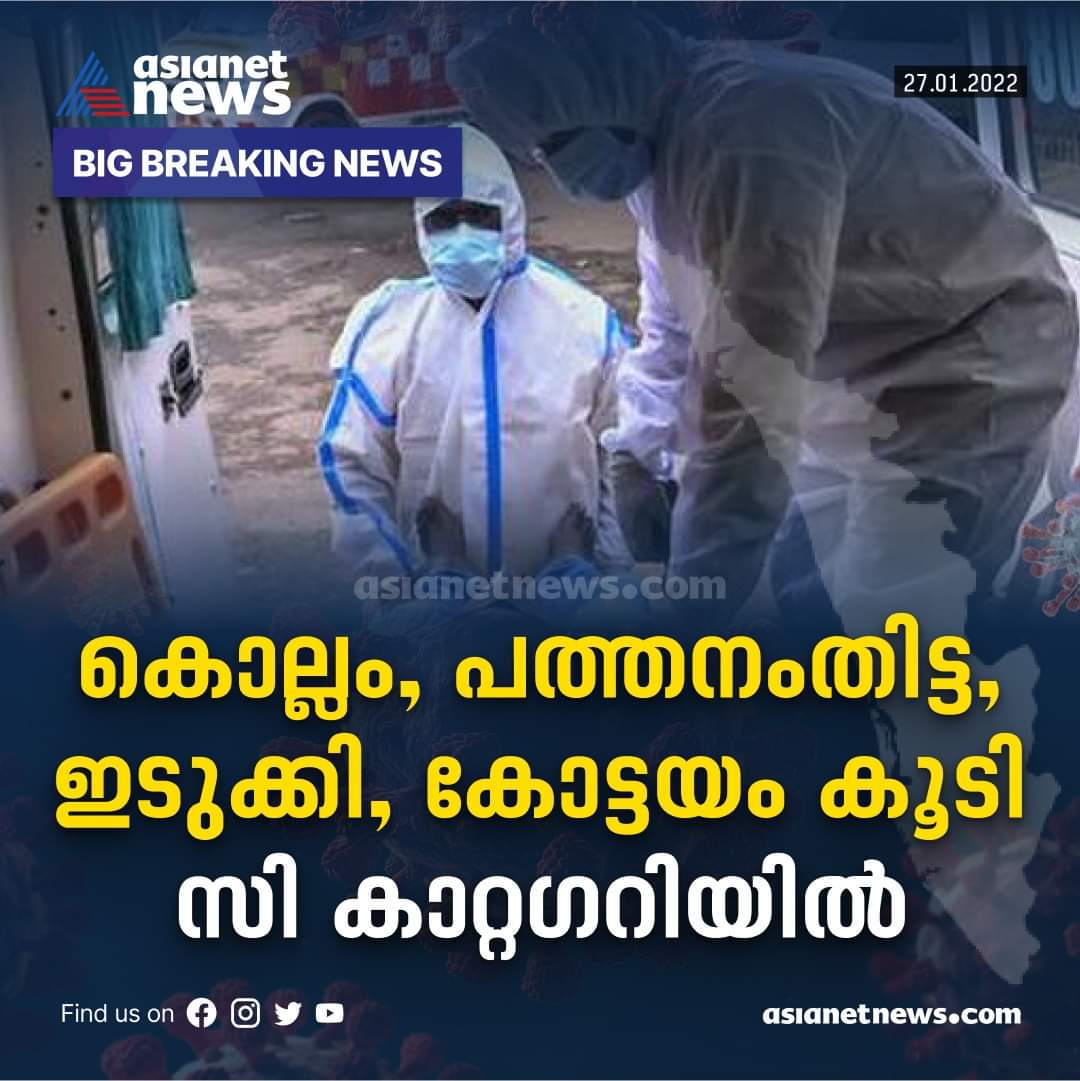 asianet
news
27.01.2022
BIG BREAKING NEWS
asianetnews.com
കൊല്ലം, പത്തനംതിട്ട,
ഇടുക്കി, കോട്ടയം കൂടി
സി കാറ്റഗറിയിൽ
Find us on
asianetnews.com